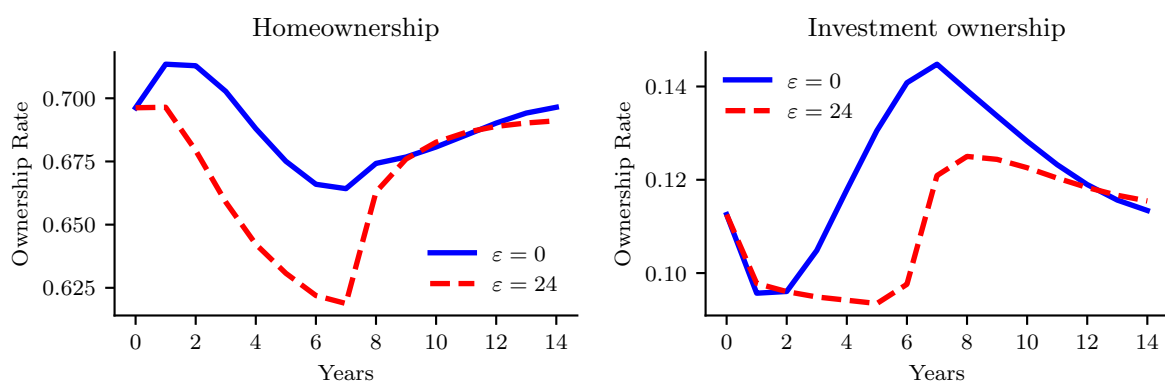 Homeownership
Ownership Rate
0.700
0.675
0.650
0.625
ε = 0
ε = 24
0 2 4 6 8 10 12 14
Years
Investment ownership
Ownership Rate
0.14
0.12
0.10
ε = 0
ε = 24
0 2 4 6 8 10 12 14
Years